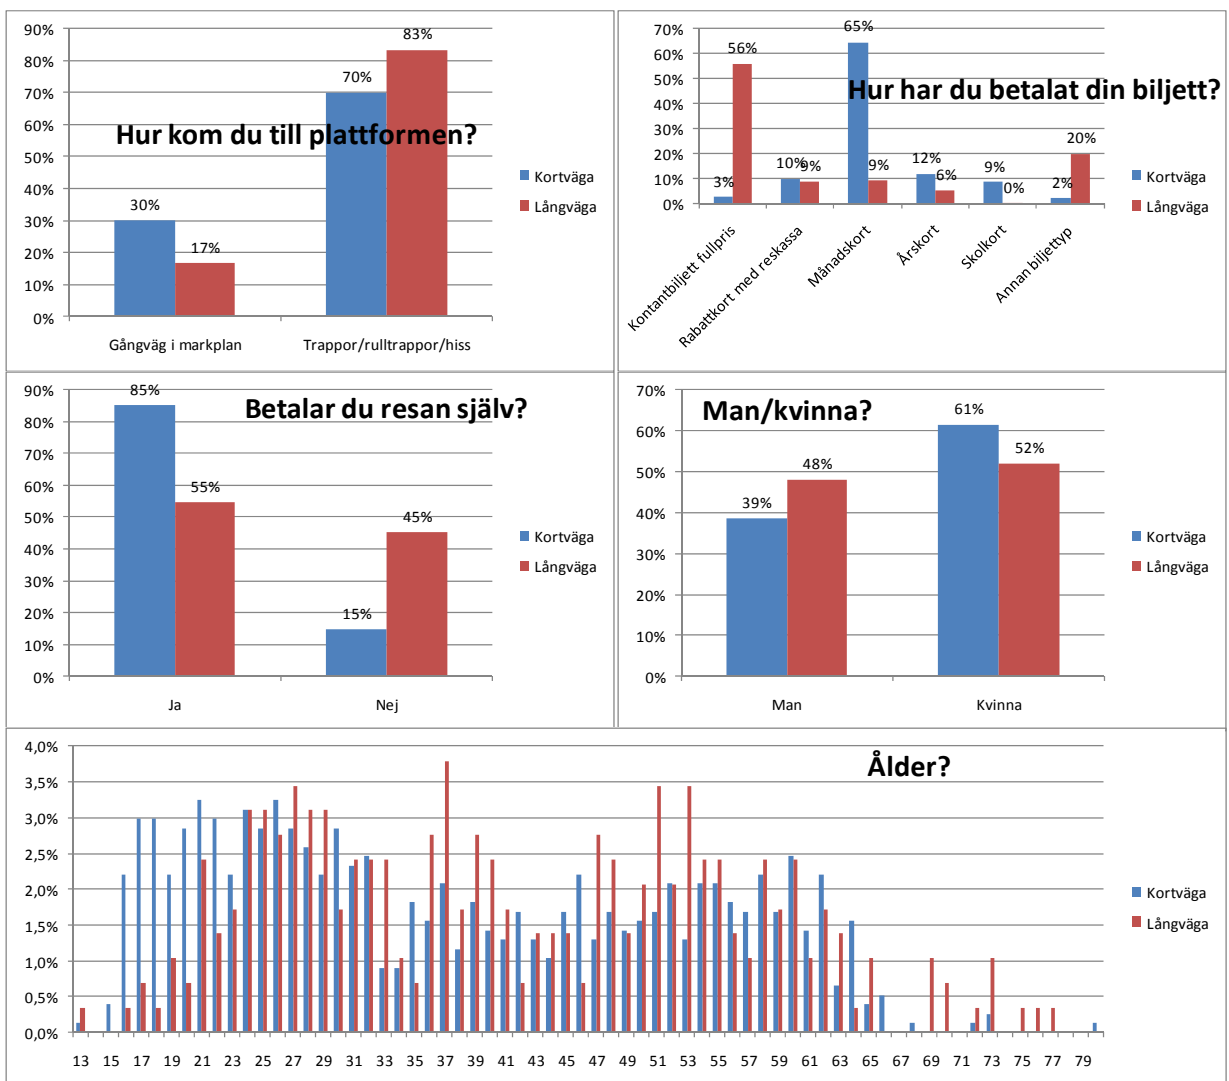 90%
80%
70%
60%
50%
40%
30%
20%
10%
0%
30%
17%
70%
83%
Hur kom du till plattformen?
Gångväg i markplan
Trappor/rulltrappor/hiss
Kortväga
Långväga
70%
60%
50%
40%
30%
20%
10%
0%
3%
56%
10%
9%
65%
9%
12%
6%
9%
0%
2%
20%
Hur har du betalat din biljett?
Kontantbiljett fullpris
Rabattkort med reskassa
Månadskort
Årskort
Skolkort
Annan biljettyp
Kortväga
Långväga
90%
80%
70%
60%
50%
40%
30%
20%
10%
0%
85%
55%
15%
45%
Betalar du resan själv?
Ja
Nej
Kortväga
Långväga
70%
60%
50%
40%
30%
20%
10%
0%
39%
48%
61%
52%
Man/kvinna?
Man
Kvinna
Kortväga
Långväga
4,0%
3,5%
3,0%
2,5%
2,0%
1,5%
1,0%
0,5%
0,0%
Ålder?
13 15 17 19 21 23 25 27 29 31 33 35 37 39 41 43 45 47 49 51 53 55 57 59 61 63 65 67 69 71 73 75 77 79
Kortväga
Långväga